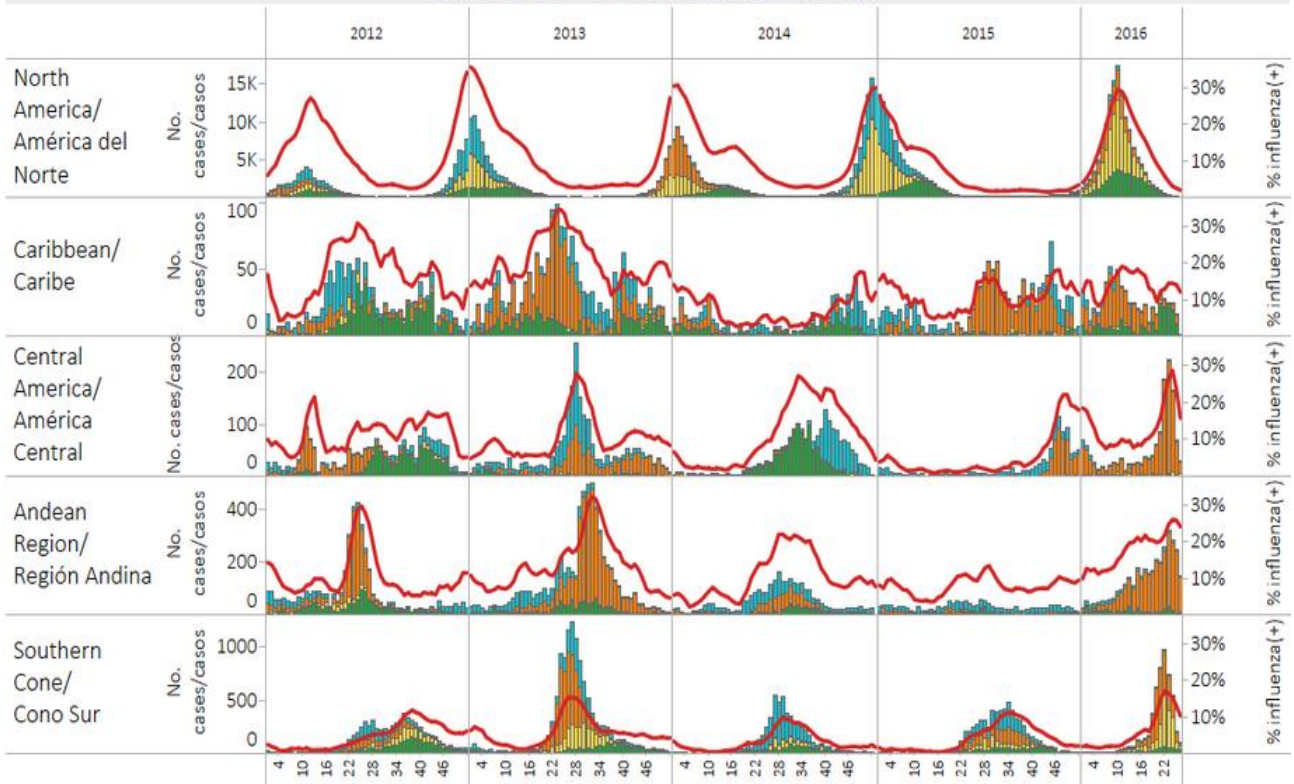 2012 2013 2014 2015 2016
North
America/
América del
Norte
No.
cases/casos
15K
10K
5K
30%
20%
10%
% influenza(+)
Caribbean/
Caribe
No.
cases/casos
100
50
0
30%
20%
10%
% influenza(+)
Central
America/
América
Central
No. cases/casos
200
100
0
30%
20%
10%
% influenza(+)
Andean
Region/
Región Andina
No.
cases/casos
400
200
0
30%
20%
10%
% influenza(+)
Southern
Cone/
Cono Sur
No.
cases/casos
1000
500
0
30%
20%
10%
% influenza(+)
4 10 16 22 28 34 40 46 4 10 16 22 28 34 40 46 4 10 16 22 28 34 40 46 4 10 16 22 28 34 40 46 4 10 16 22